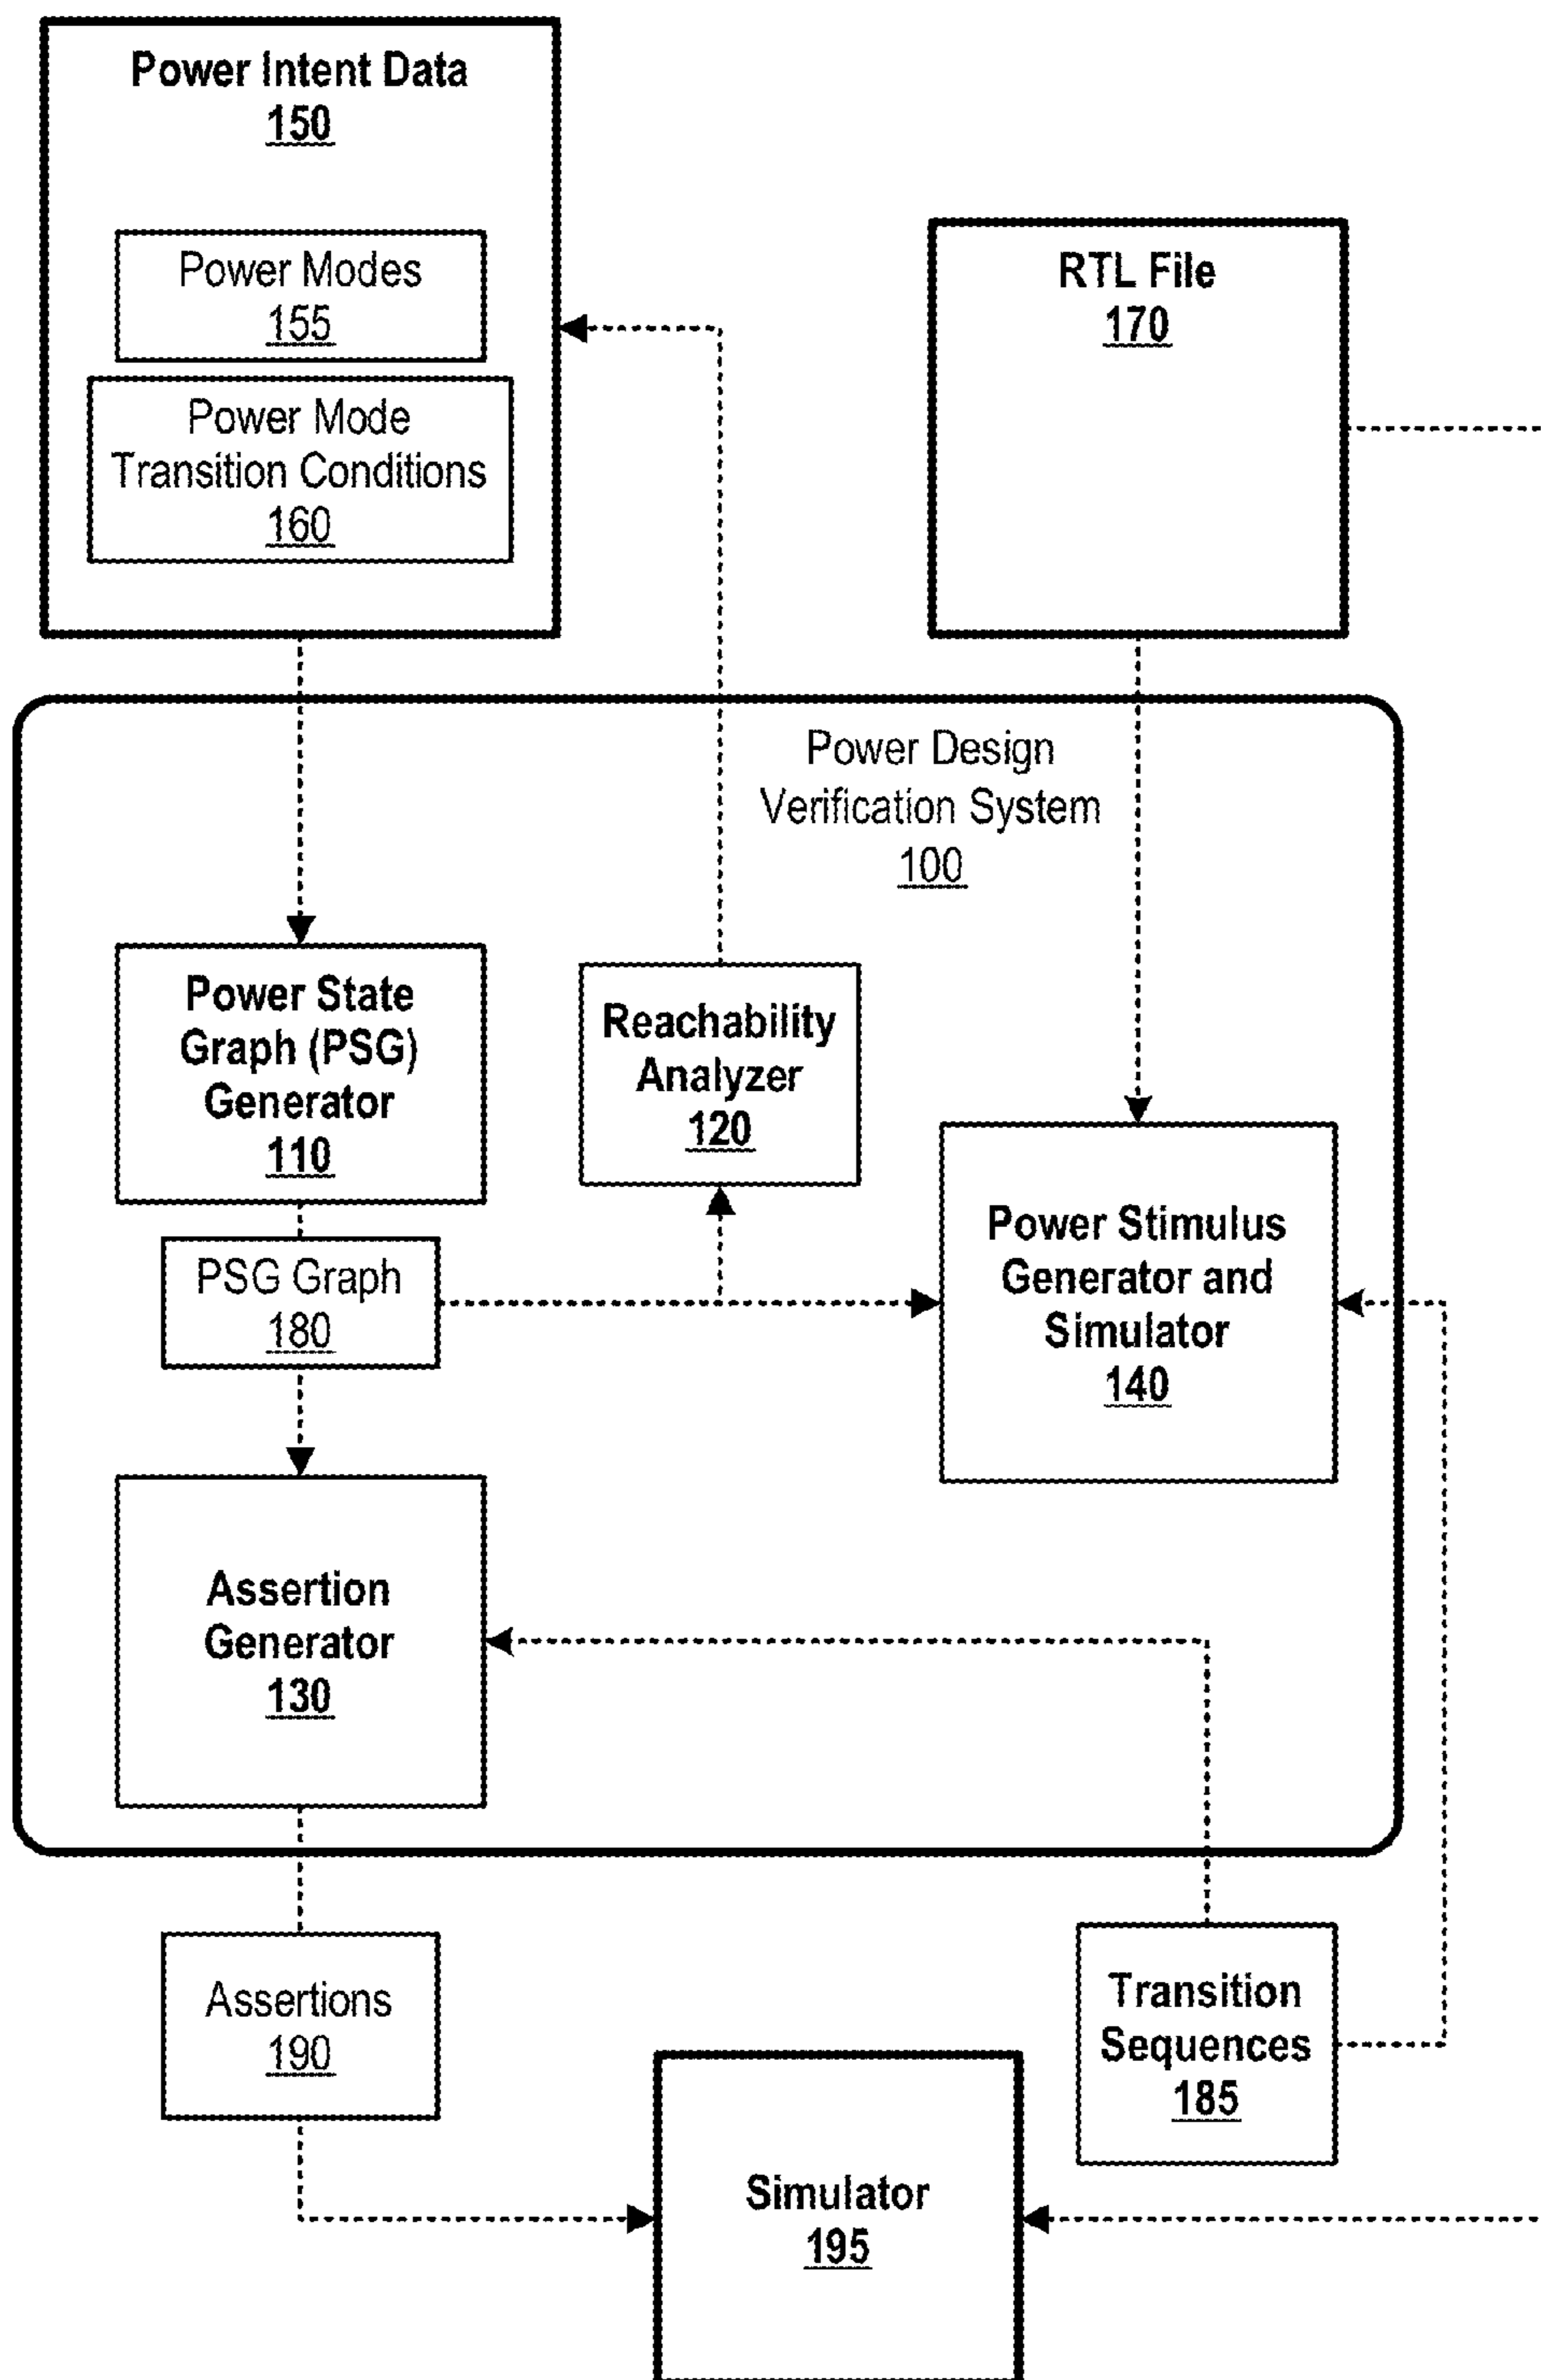 Power Intent Data
150
Power Modes
155
Power Mode
Transition Conditions
160
RTL File
170
Power Design
Verification System
100
Power State
Graph (PSG)
Generator
110
Reachability
Analyzer
120
Power Stimulus
Generator and
Simulator
140
PSG Graph
180
Assertion
Generator
130
Assertions
190
Transition
Sequences
185
Simulator
195